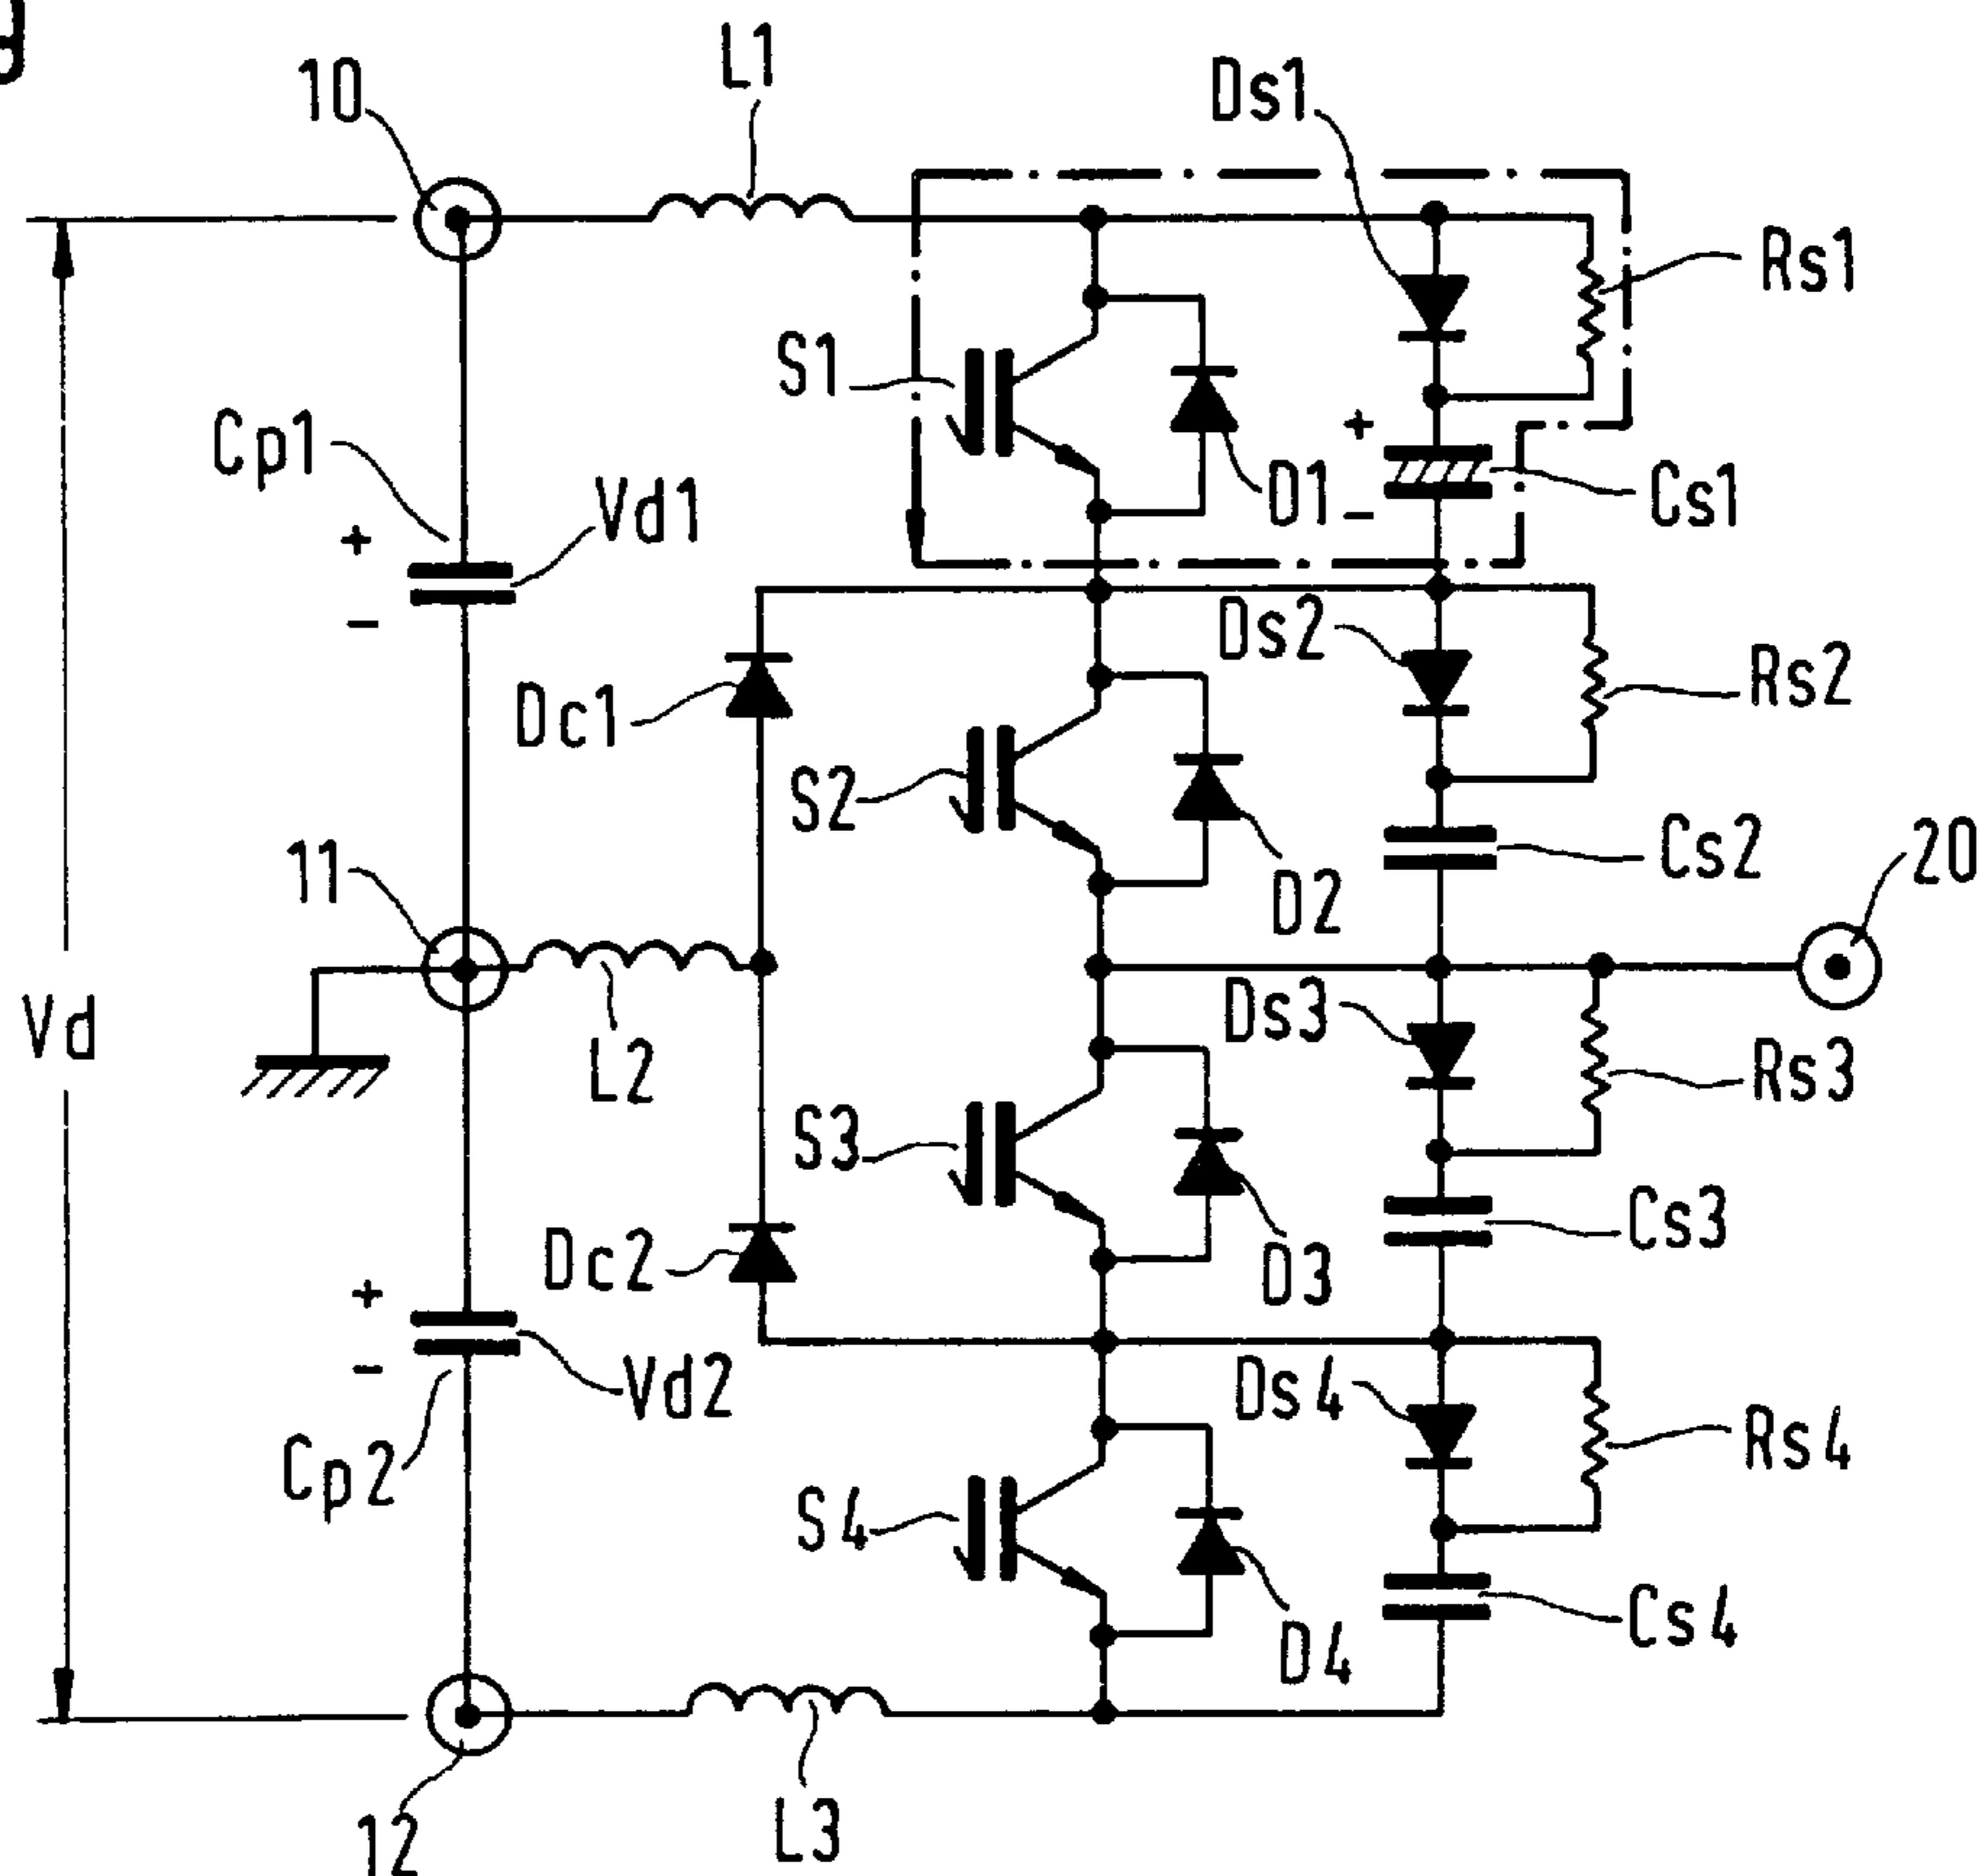 L1
10
Ds1
Rs1
S1
Cp1
+
D1
Cs1
Vd1
+
-
-
Ds2
Rs2
Dc1
S2
Cs2
20
11
D2
Vd
Ds3
L2
Rs3
S3
Cs3
Dc2
D3
+
Vd2
-
Ds4
Rs4
Cp2
S4
Cs4
D4
L3
12